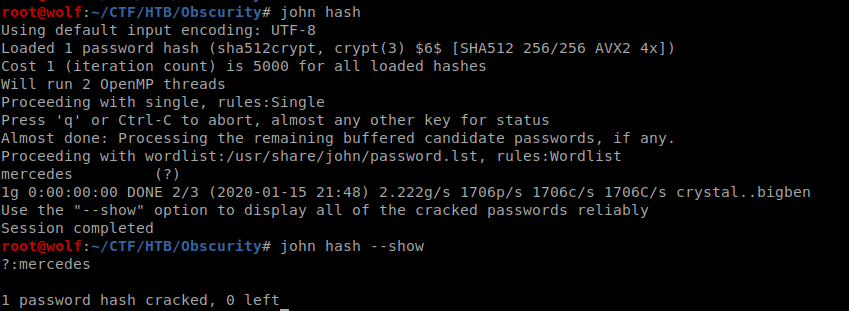 root@wolf:~/CTF/HTB/Obscurity# john hash
Using default input encoding: UTF-8
Loaded 1 password hash (sha512crypt, crypt(3) $6$ [SHA512 256/256 AVX2 4x])
Cost 1 (iteration count) is 5000 for all loaded hashes
Will run 2 OpenMP threads
Proceeding with single, rules:Single
Press 'q' or Ctrl-C to abort, almost any other key for status
Almost done: Processing the remaining buffered candidate passwords, if any.
Proceeding with wordlist:/usr/share/john/password.lst, rules:Wordlist
mercedes         (?)
1g 0:00:00:00 DONE 2/3 (2020-01-15 21:48) 2.222g/s 1706p/s 1706c/s 1706C/s crystal..bigben
Use the "--show" option to display all of the cracked passwords reliably
Session completed
root@wolf:~/CTF/HTB/Obscurity# john hash --show
?:mercedes
1 password hash cracked, 0 left